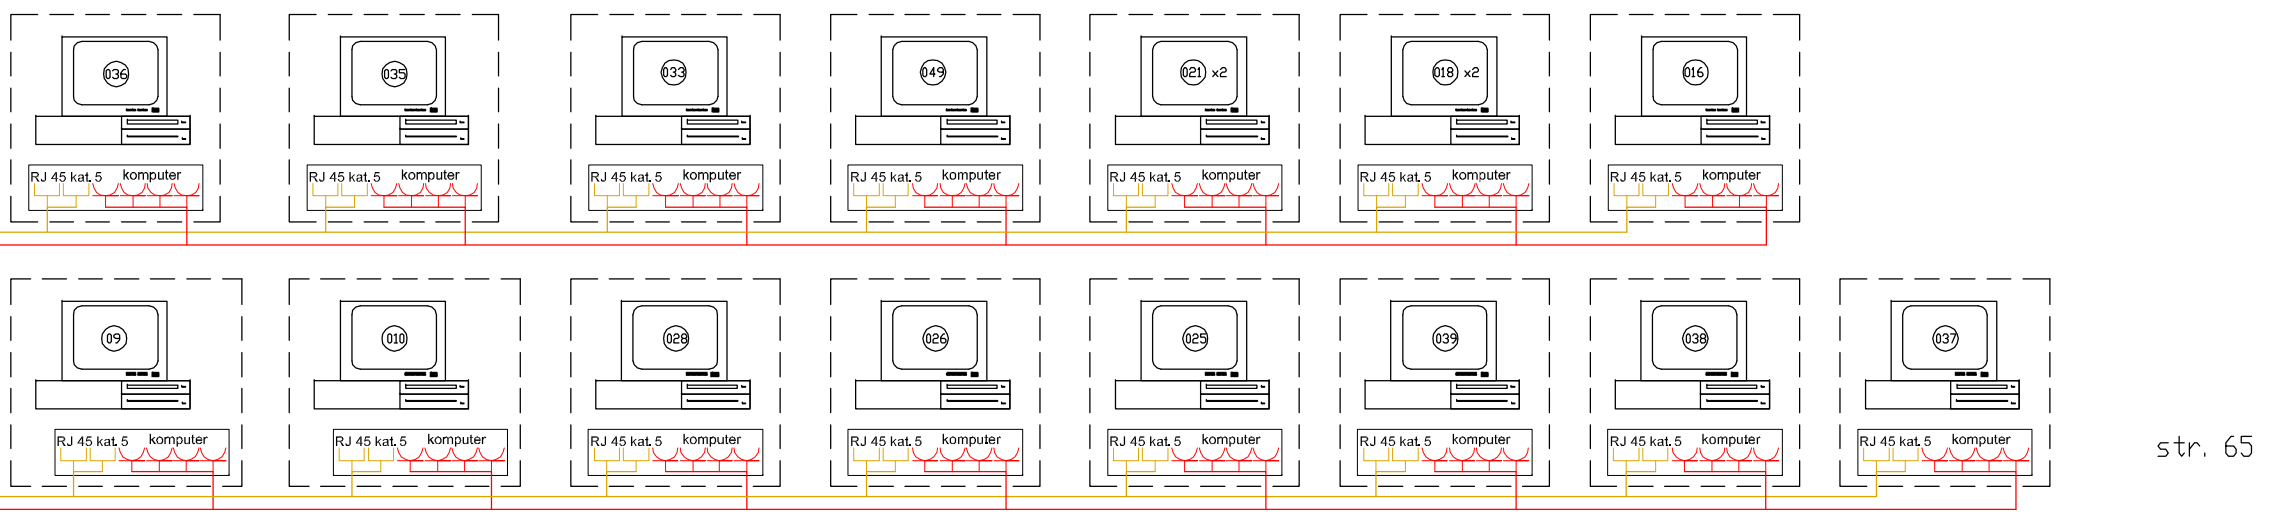 036 035 033 049 021 x2 018 x2 016
RJ 45 kat. 5 komputer RJ 45 kat. 5 komputer RJ 45 kat. 5 komputer RJ 45 kat. 5 komputer RJ 45 kat. 5 komputer RJ 45 kat. 5 komputer RJ 45 kat. 5 komputer
09 010 028 026 025 039 038 037
RJ 45 kat. 5 komputer RJ 45 kat. 5 komputer RJ 45 kat. 5 komputer RJ 45 kat. 5 komputer RJ 45 kat. 5 komputer RJ 45 kat. 5 komputer RJ 45 kat. 5 komputer RJ 45 kat. 5 komputer
str. 65